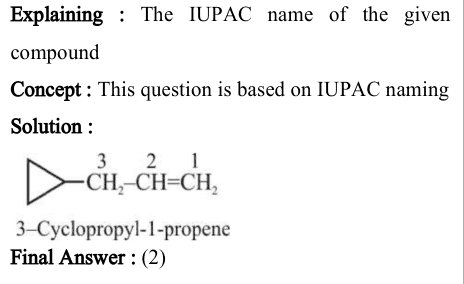 Explaining : The IUPAC name of the given
compound
Concept : This question is based on IUPAC naming
Solution :
3 2 1
CH₂–CH=CH₂
3–Cyclopropyl-1-propene
Final Answer : (2)